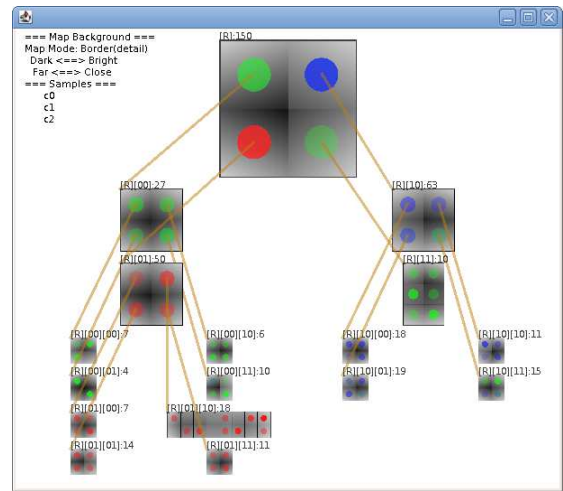 === Map Background ===
Map Mode: Border(detail)
Dark <==> Bright
Far <==> Close
=== Samples ===
c0
c1
c2
[R]:150
[R][00]:27
[R][10]:63
[R][01]:50
[R][11]:10
[R][00][00]:7
[R][00][10]:6
[R][10][00]:18
[R][10][10]:11
[R][00][01]:4
[R][00][11]:10
[R][10][01]:19
[R][10][11]:15
[R][01][00]:7
[R][01][10]:18
[R][01][01]:14
[R][01][11]:11